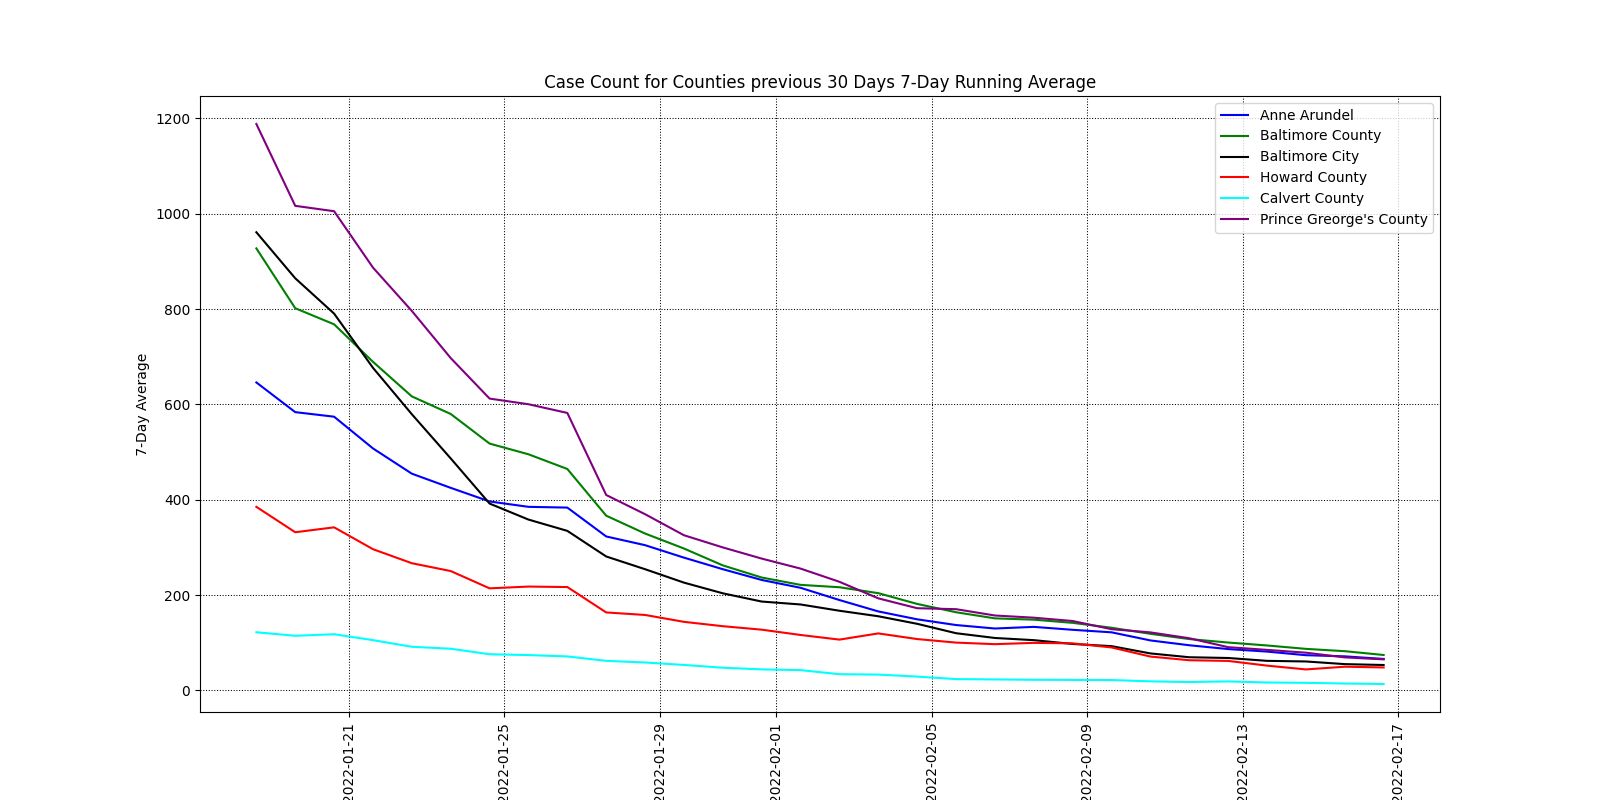 Case Count for Counties previous 30 Days 7-Day Running Average
1200
1000
800
600
400
200
0
7-Day Average
Anne Arundel
Baltimore County
Baltimore City
Howard County
Calvert County
Prince Greorge's County
2022-01-21
2022-01-25
2022-01-29
2022-02-01
2022-02-05
2022-02-09
2022-02-13
2022-02-17